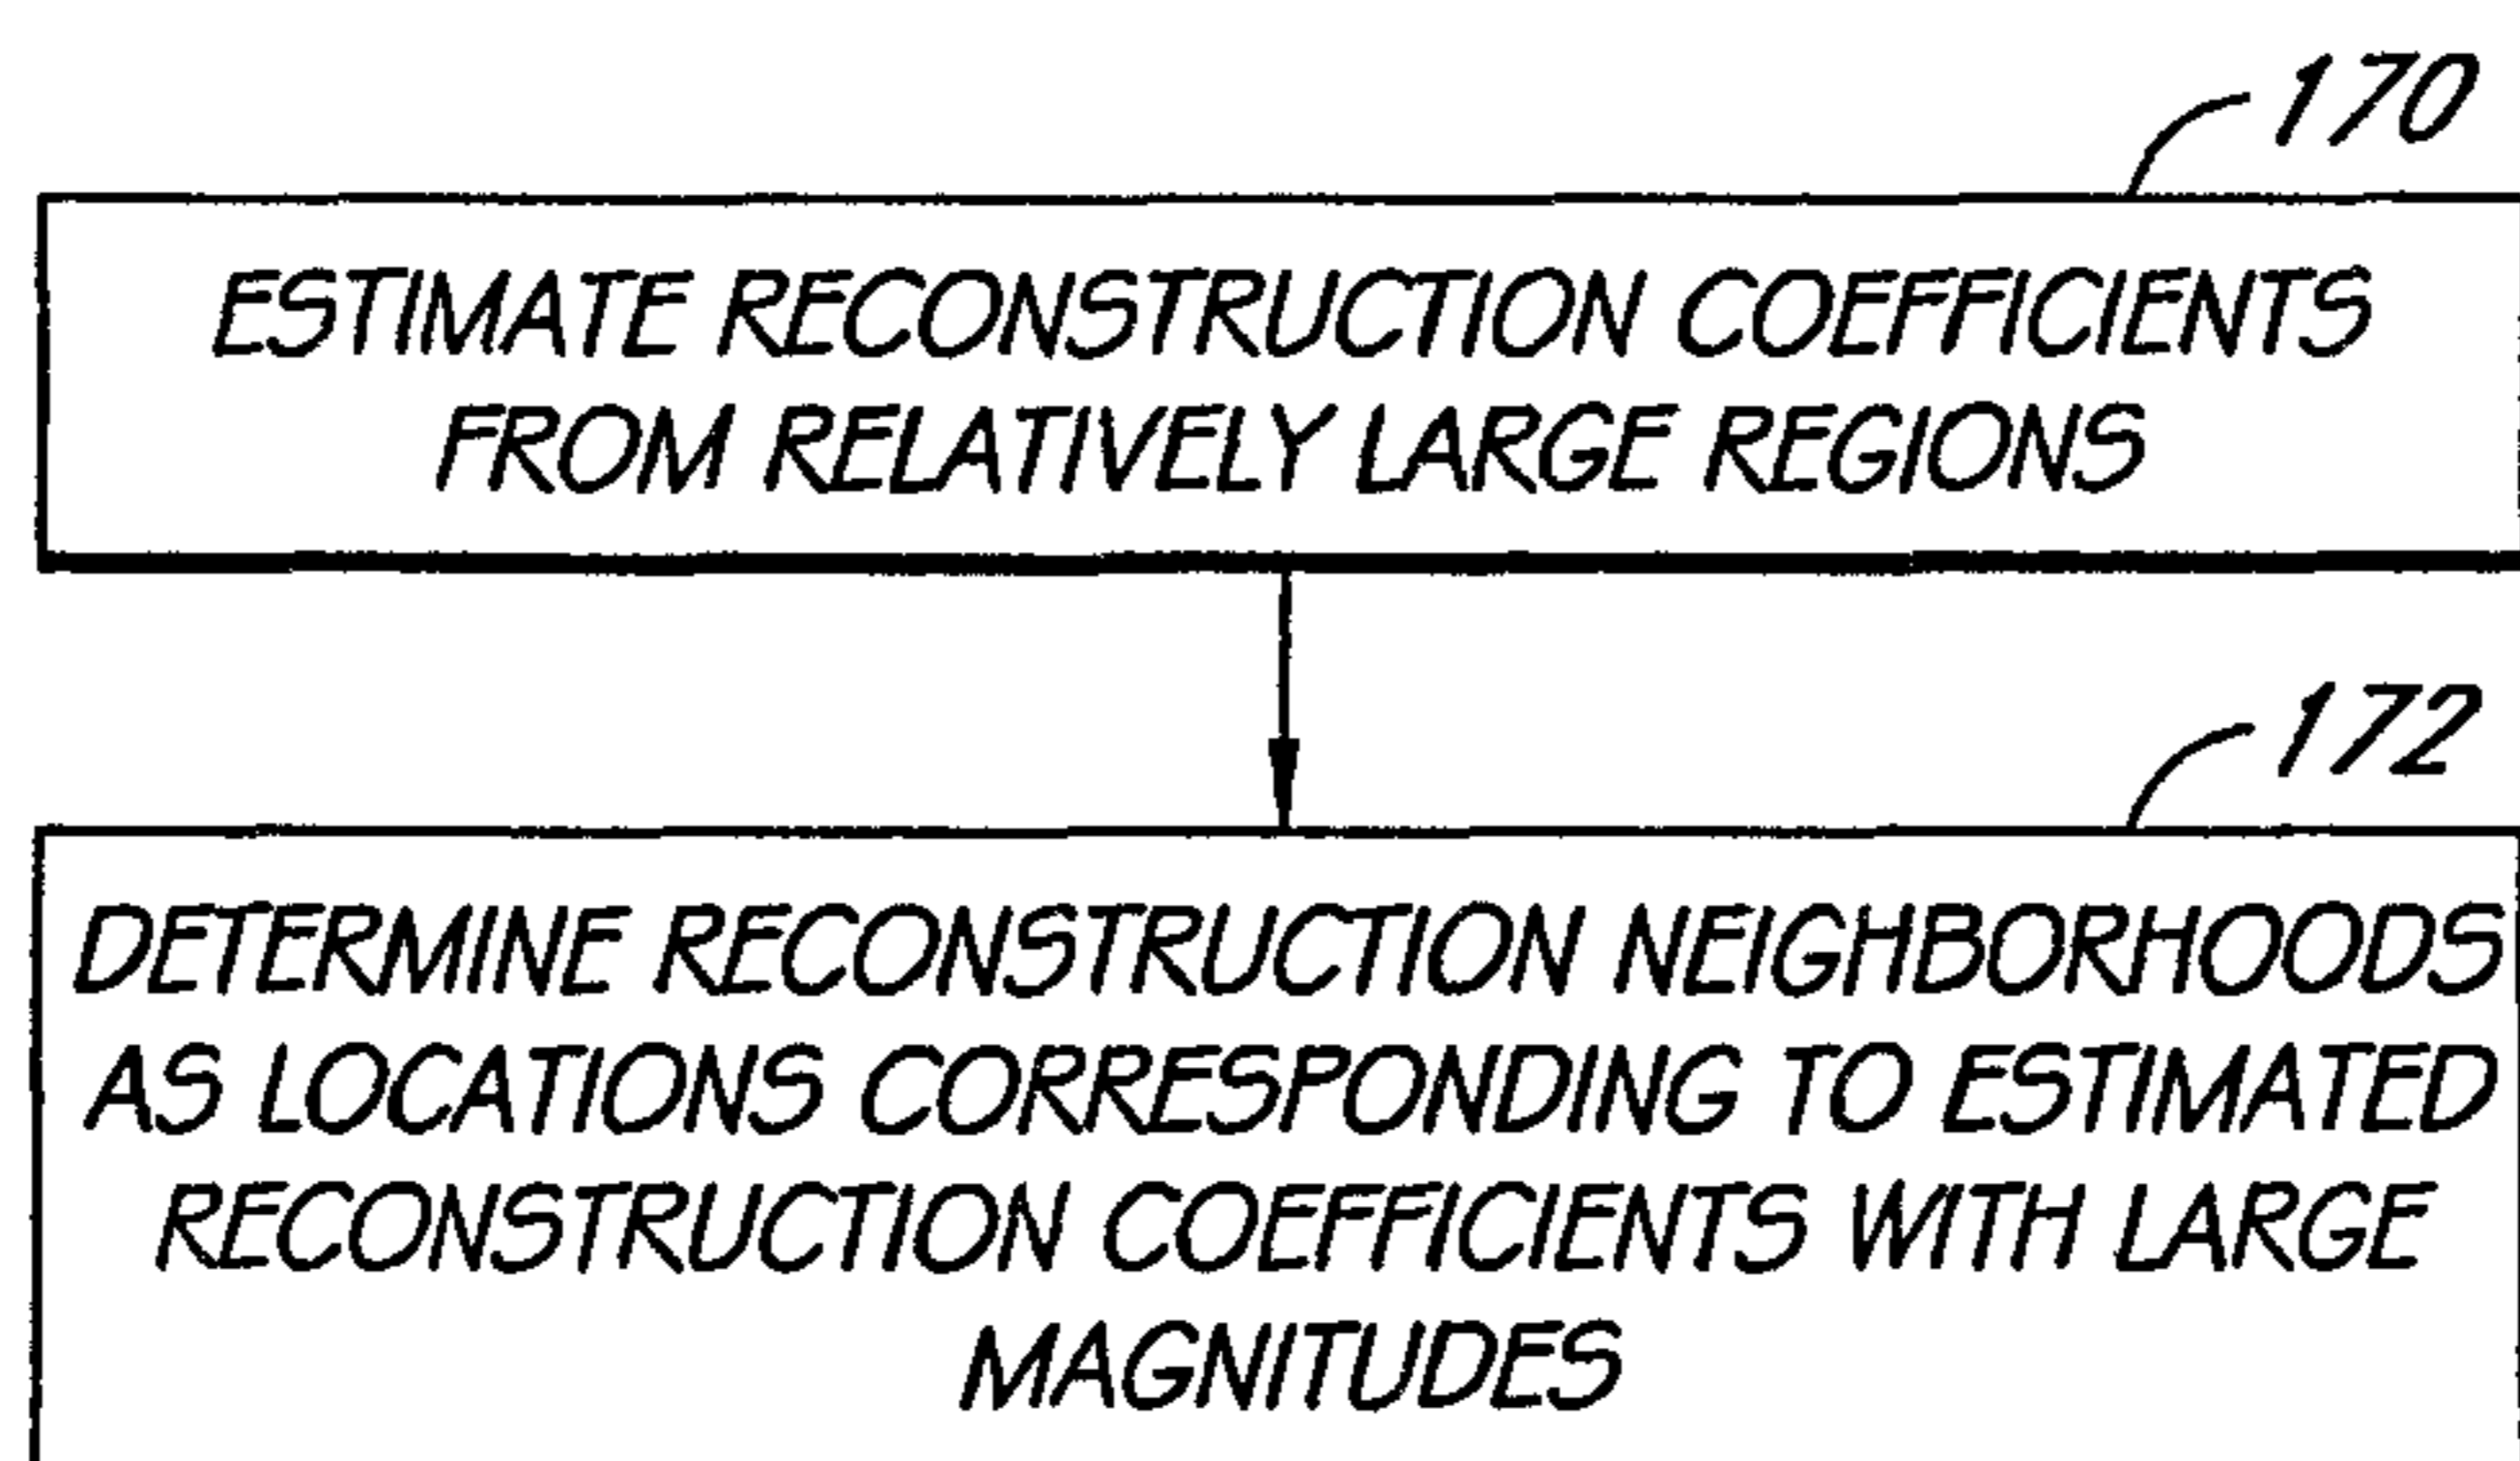 170
ESTIMATE RECONSTRUCTION COEFFICIENTS
FROM RELATIVELY LARGE REGIONS
172
DETERMINE RECONSTRUCTION NEIGHBORHOODS
AS LOCATIONS CORRESPONDING TO ESTIMATED
RECONSTRUCTION COEFFICIENTS WITH LARGE
MAGNITUDES